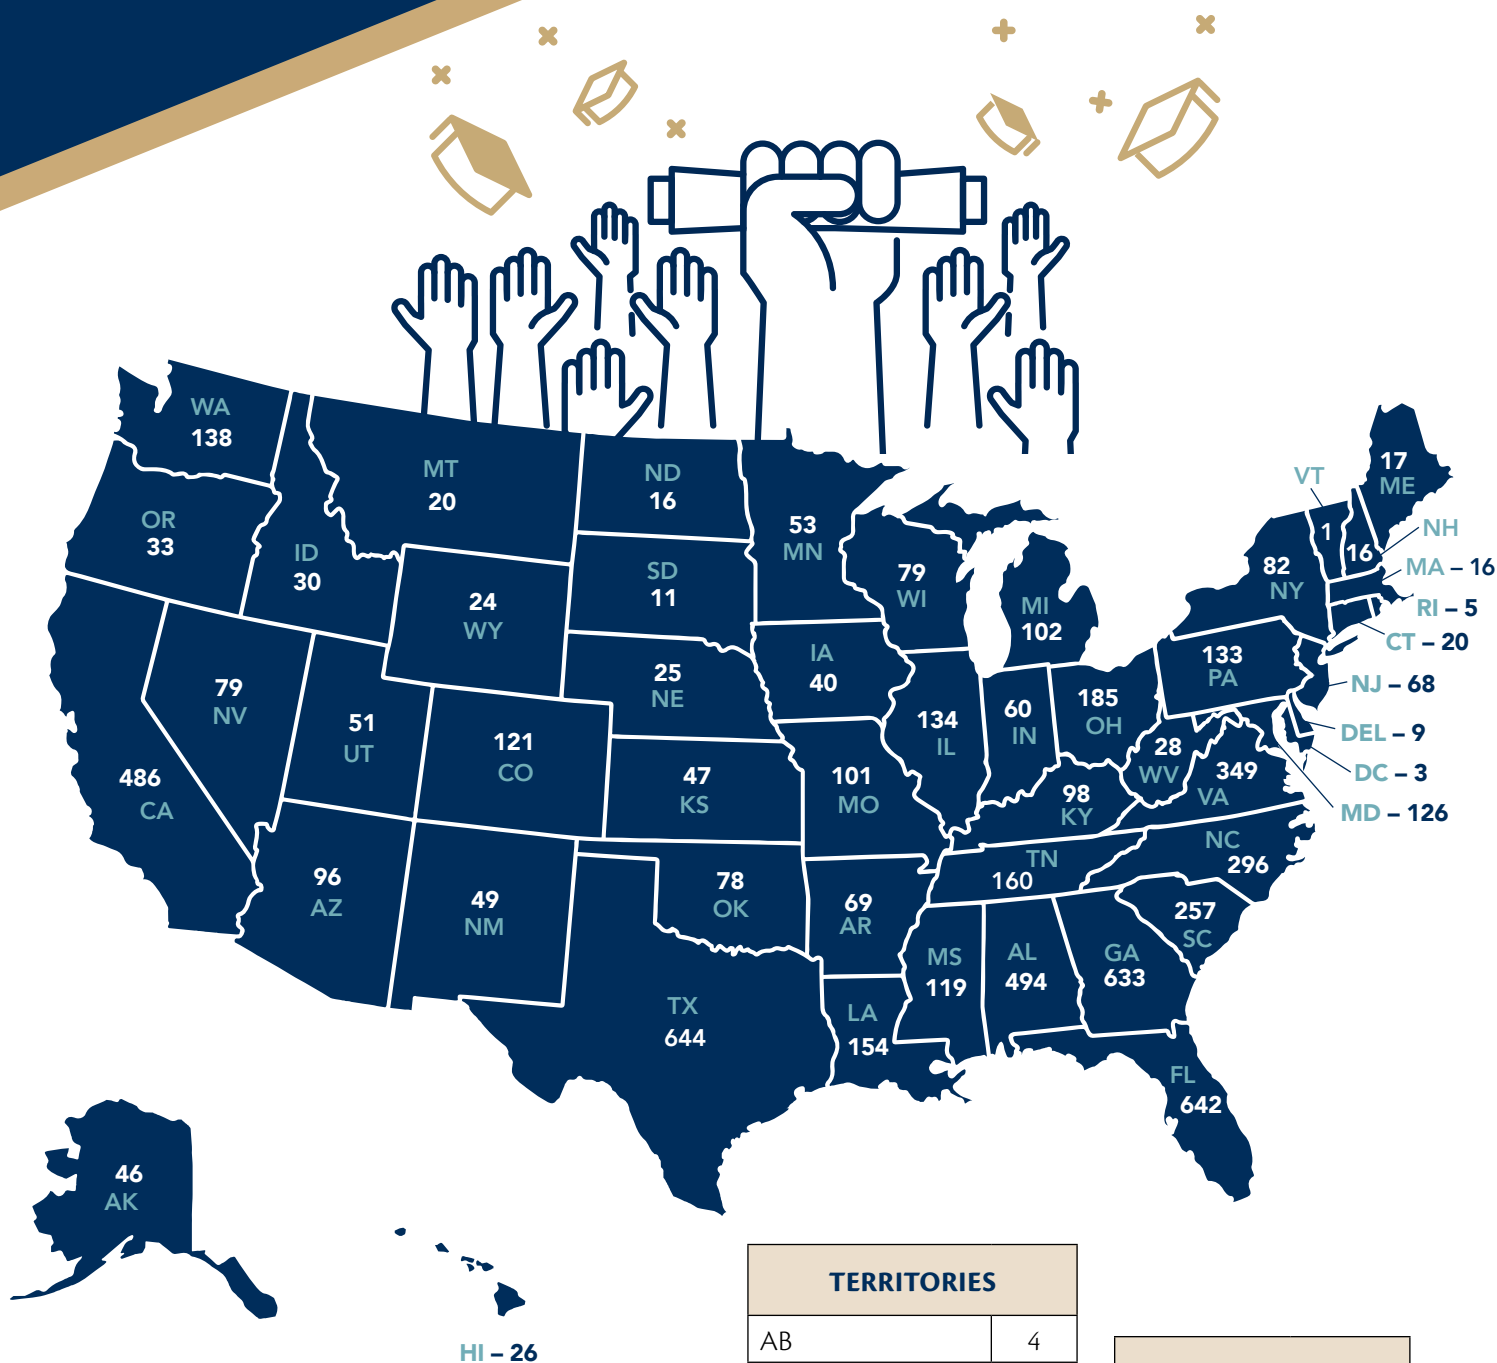 WA
138
MT
20
ND
16
OR
33
ID
30
53
MN
SD
11
24
WY
79
WI
MI
102
17
ME
VT
1
NH
16
82
NY
MA – 16
RI – 5
CT – 20
NJ – 68
DEL – 9
DC – 3
MD – 126
133
PA
IA
40
25
NE
79
NV
51
UT
121
CO
486
CA
47
KS
101
MO
134
IL
60
IN
185
OH
28
WV
349
VA
98
KY
NC
296
TN
160
96
AZ
49
NM
78
OK
69
AR
257
SC
MS
119
AL
494
GA
633
TX
644
LA
154
FL
642
46
AK
HI – 26
TERRITORIES
AB 4